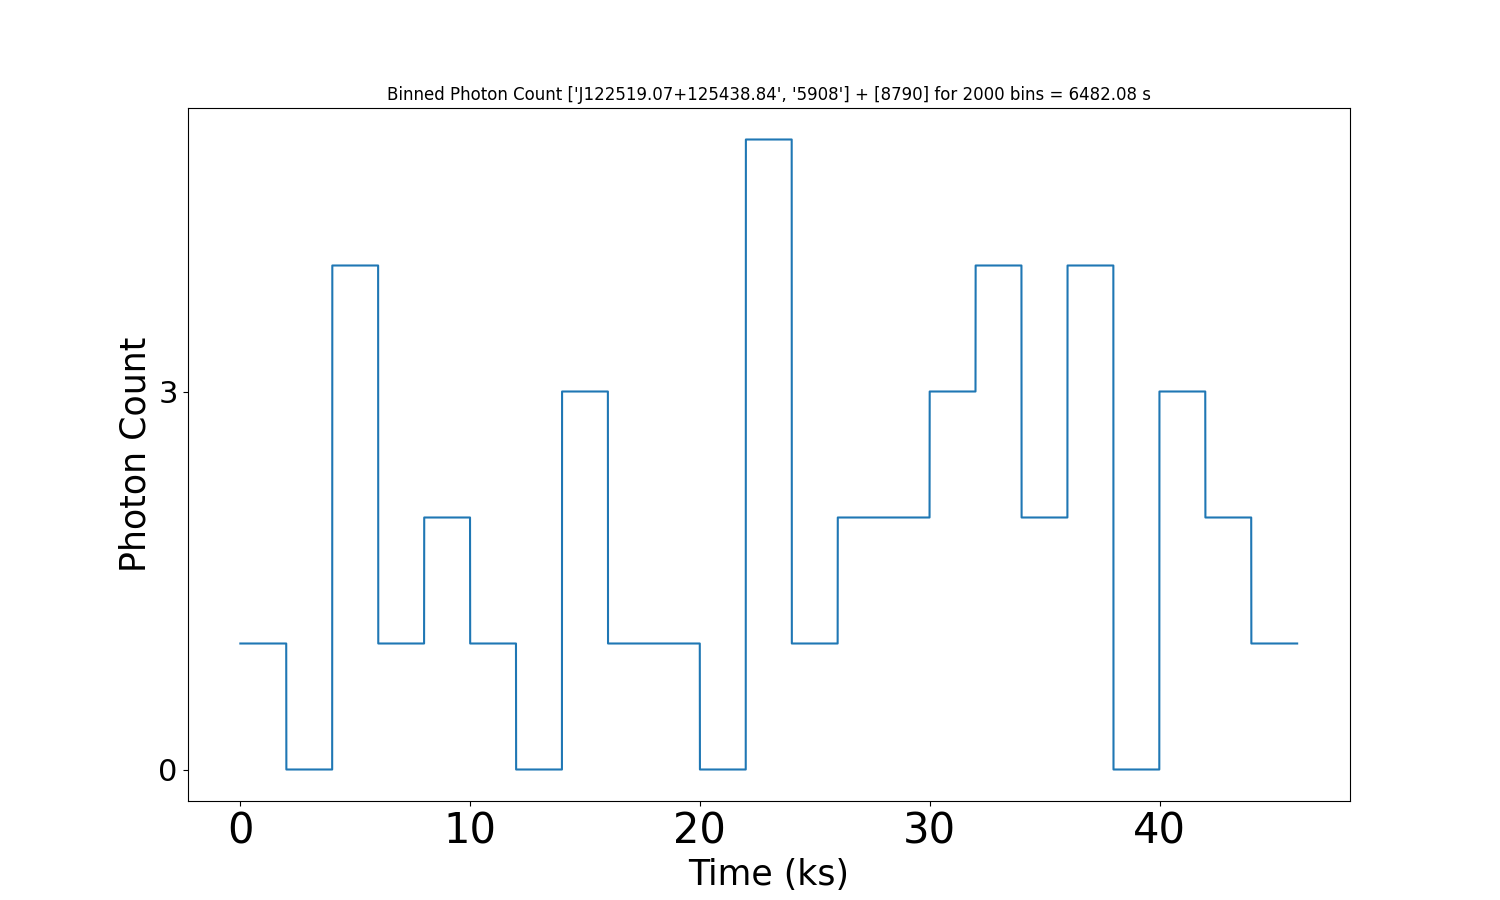 Binned Photon Count ['J122519.07+125438.84', '5908'] + [8790] for 2000 bins = 6482.08 s
Photon Count
3
0
0 10 20 30 40
Time (ks)